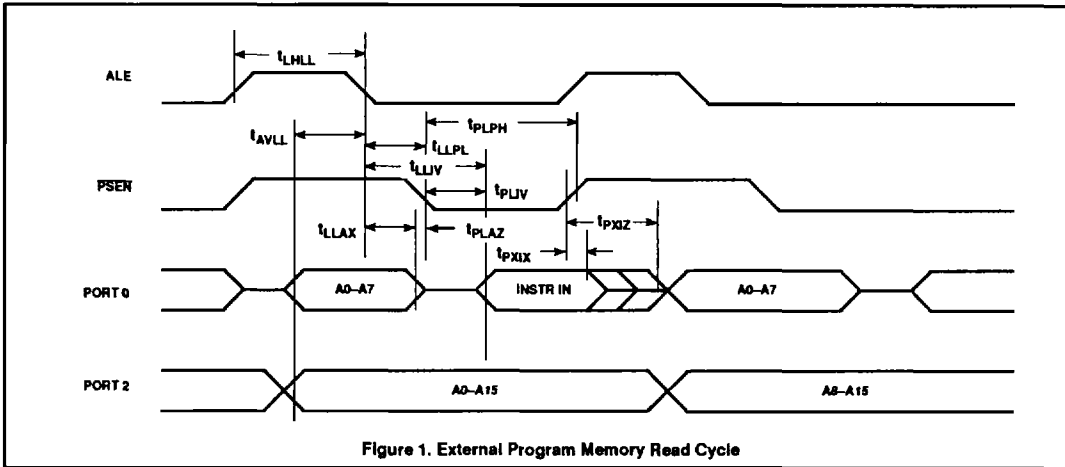 ALE
tLHLL
tAVLL
tLLPL
tPLPH
tLLIV
PSEN
tPLIV
tLLAX
tPLAZ
tPXIZ
tPXIX
PORT 0
A0–A7
INSTR IN
A0–A7
PORT 2
A0–A15
A8–A15
Figure 1. External Program Memory Read Cycle